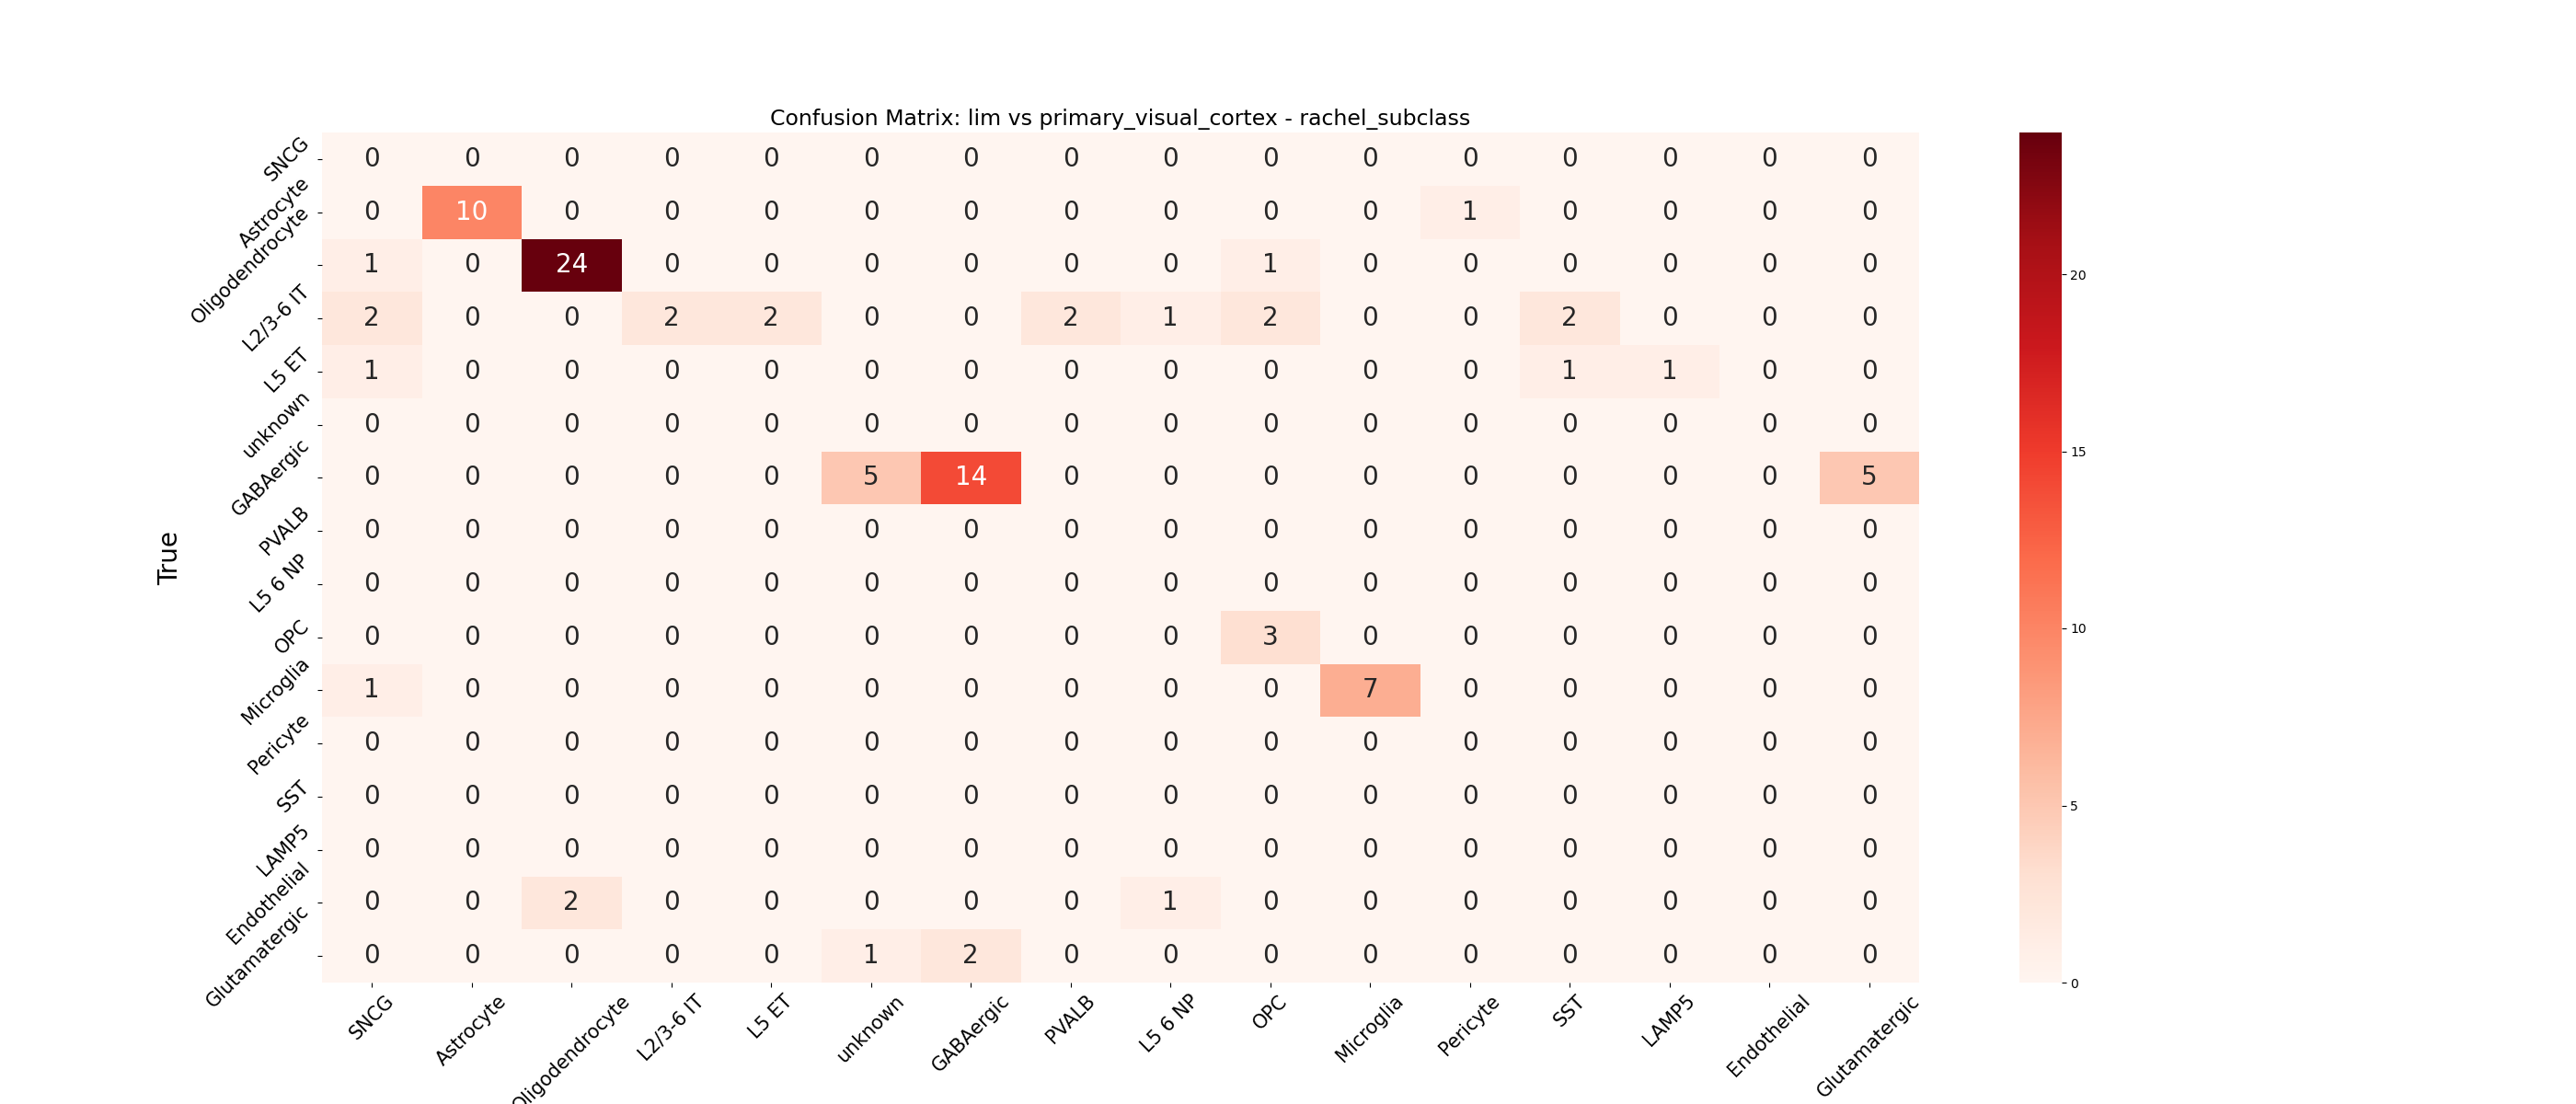 Confusion Matrix: lim vs primary_visual_cortex - rachel_subclass
True
SNCG 0 0 0 0 0 0 0 0 0 0 0 0 0 0 0 0
Astrocyte 0 10 0 0 0 0 0 0 0 0 0 1 0 0 0 0
Oligodendrocyte 1 0 24 0 0 0 0 0 0 1 0 0 0 0 0 0
L2/3-6 IT 2 0 0 2 2 0 0 2 1 2 0 0 2 0 0 0
L5 ET 1 0 0 0 0 0 0 0 0 0 0 0 1 1 0 0
unknown 0 0 0 0 0 0 0 0 0 0 0 0 0 0 0 0
GABAergic 0 0 0 0 0 5 14 0 0 0 0 0 0 0 0 5
PVALB 0 0 0 0 0 0 0 0 0 0 0 0 0 0 0 0
L5 6 NP 0 0 0 0 0 0 0 0 0 0 0 0 0 0 0 0
OPC 0 0 0 0 0 0 0 0 0 3 0 0 0 0 0 0
Microglia 1 0 0 0 0 0 0 0 0 0 7 0 0 0 0 0
Pericyte 0 0 0 0 0 0 0 0 0 0 0 0 0 0 0 0
SST 0 0 0 0 0 0 0 0 0 0 0 0 0 0 0 0
LAMP5 0 0 0 0 0 0 0 0 0 0 0 0 0 0 0 0
Endothelial 0 0 2 0 0 0 0 0 1 0 0 0 0 0 0 0
Glutamatergic 0 0 0 0 0 1 2 0 0 0 0 0 0 0 0 0
SNCG Astrocyte Oligodendrocyte L2/3-6 IT L5 ET unknown GABAergic PVALB L5 6 NP OPC Microglia Pericyte SST LAMP5 Endothelial Glutamatergic
20
15
10
5
0